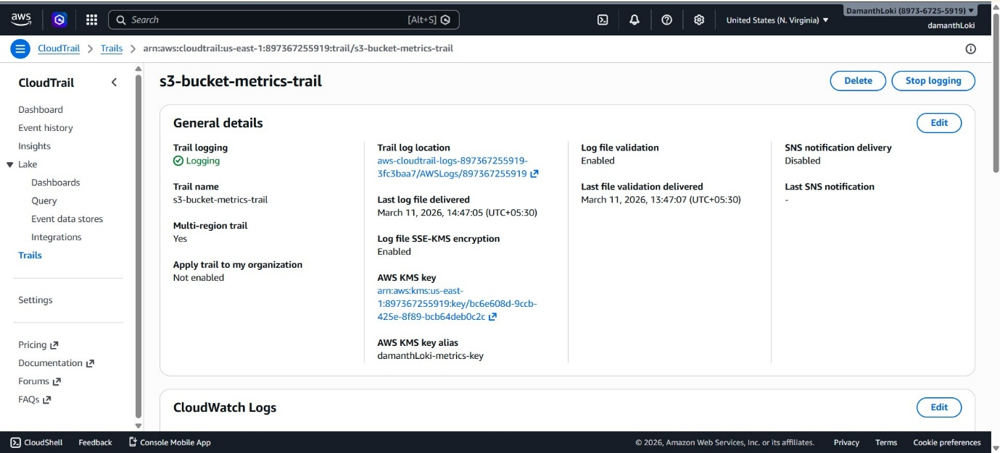 aws
Search
[Alt+S]
United States (N. Virginia)
DamanthLoki (8973-6725-5919)
damanthLoki
CloudTrail
Trails
arn:aws:cloudtrail:us-east-1:897367255919:trail/s3-bucket-metrics-trail
CloudTrail
Dashboard
Event history
Insights
Lake
Dashboards
Query
Event data stores
Integrations
Trails
Settings
Pricing
Documentation
Forums
FAQs
s3-bucket-metrics-trail
Delete
Stop logging
General details
Edit
Trail logging
Logging
Trail name
s3-bucket-metrics-trail
Multi-region trail
Yes
Apply trail to my organization
Not enabled
Trail log location
aws-cloudtrail-logs-897367255919-
3fc3baa7/AWSLogs/897367255919
Last log file delivered
March 11, 2026, 14:47:05 (UTC+05:30)
Log file SSE-KMS encryption
Enabled
AWS KMS key
arn:aws:kms:us-east-
1:897367255919:key/bc6e608d-9ccb-
425e-8f89-bcb64deb0c2c
AWS KMS key alias
damanthLoki-metrics-key
Log file validation
Enabled
Last file validation delivered
March 11, 2026, 13:47:07 (UTC+05:30)
SNS notification delivery
Disabled
Last SNS notification
-
CloudWatch Logs
Edit
CloudShell
Feedback
Console Mobile App
© 2026, Amazon Web Services, Inc. or its affiliates.
Privacy
Terms
Cookie preferences